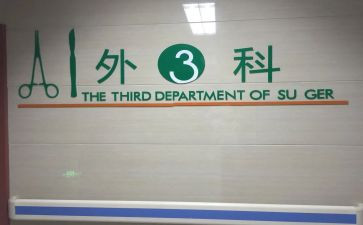 外 3 科
THE THIRD DEPARTMENT OF SU GER